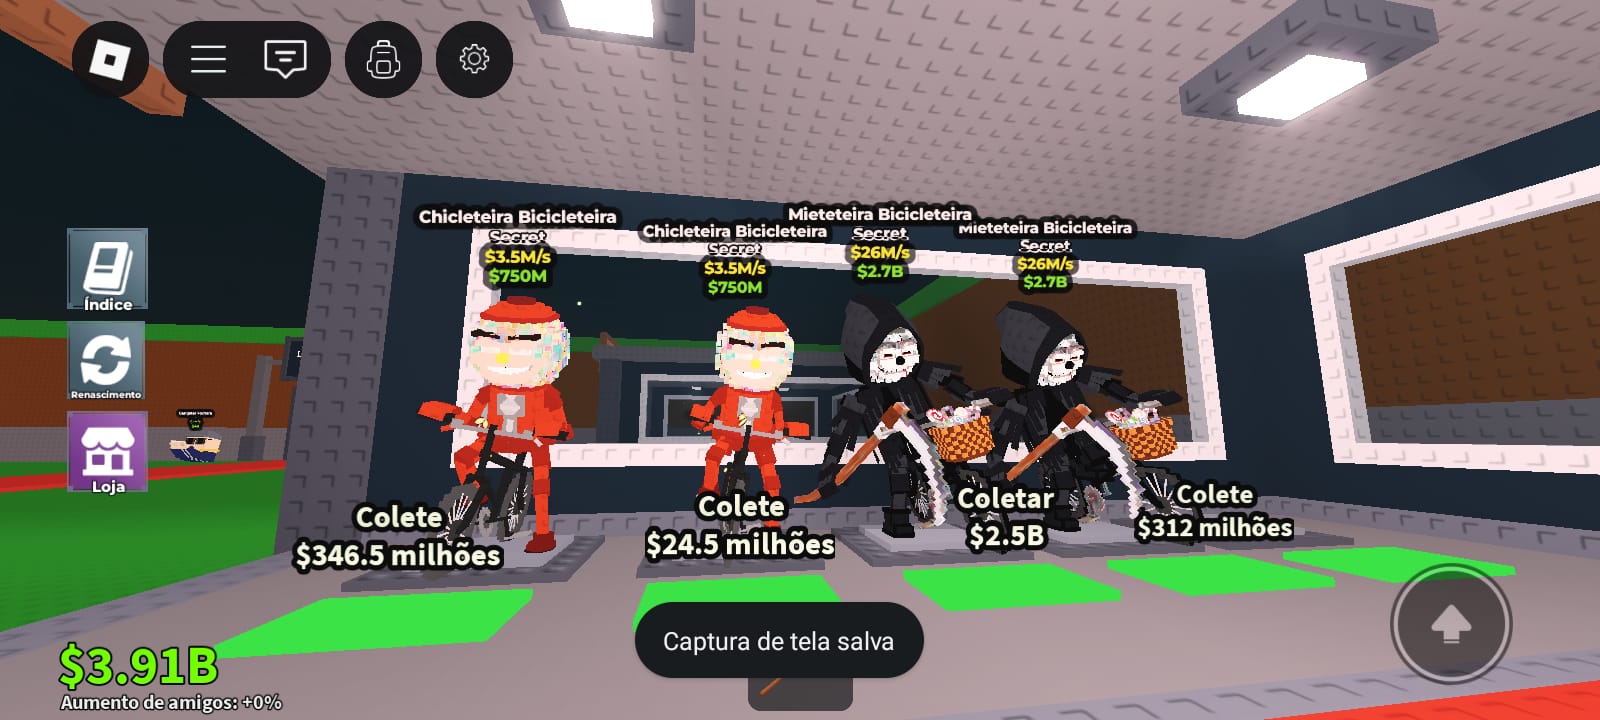 Chicleteira Bicicleteira
Secret
$3.5M/s
$750M
Chicleteira Bicicleteira
Secret
$3.5M/s
$750M
Mieteteira Bicicleteira
Secret
$26M/s
$2.7B
Mieteteira Bicicleteira
Secret
$26M/s
$2.7B
Índice
Renascimento
Loja
Colete
$346.5 milhões
Colete
$24.5 milhões
Coletar
$2.5B
Colete
$312 milhões
Captura de tela salva
$3.91B
Aumento de amigos: +0%